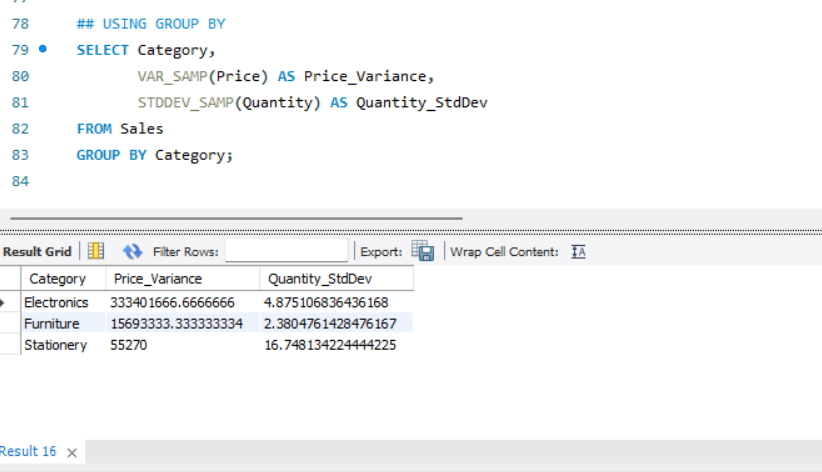 78 ## USING GROUP BY
79 SELECT Category,
80 VAR_SAMP(Price) AS Price_Variance,
81 STDDEV_SAMP(Quantity) AS Quantity_StdDev
82 FROM Sales
83 GROUP BY Category;
84
Result Grid Filter Rows: Export: Wrap Cell Content: IA
Category Price_Variance Quantity_StdDev
Electronics 333401666.6666666 4.875106836436168
Furniture 15693333.333333334 2.3804761428476167
Stationery 55270 16.748134224444225
Result 16 ×